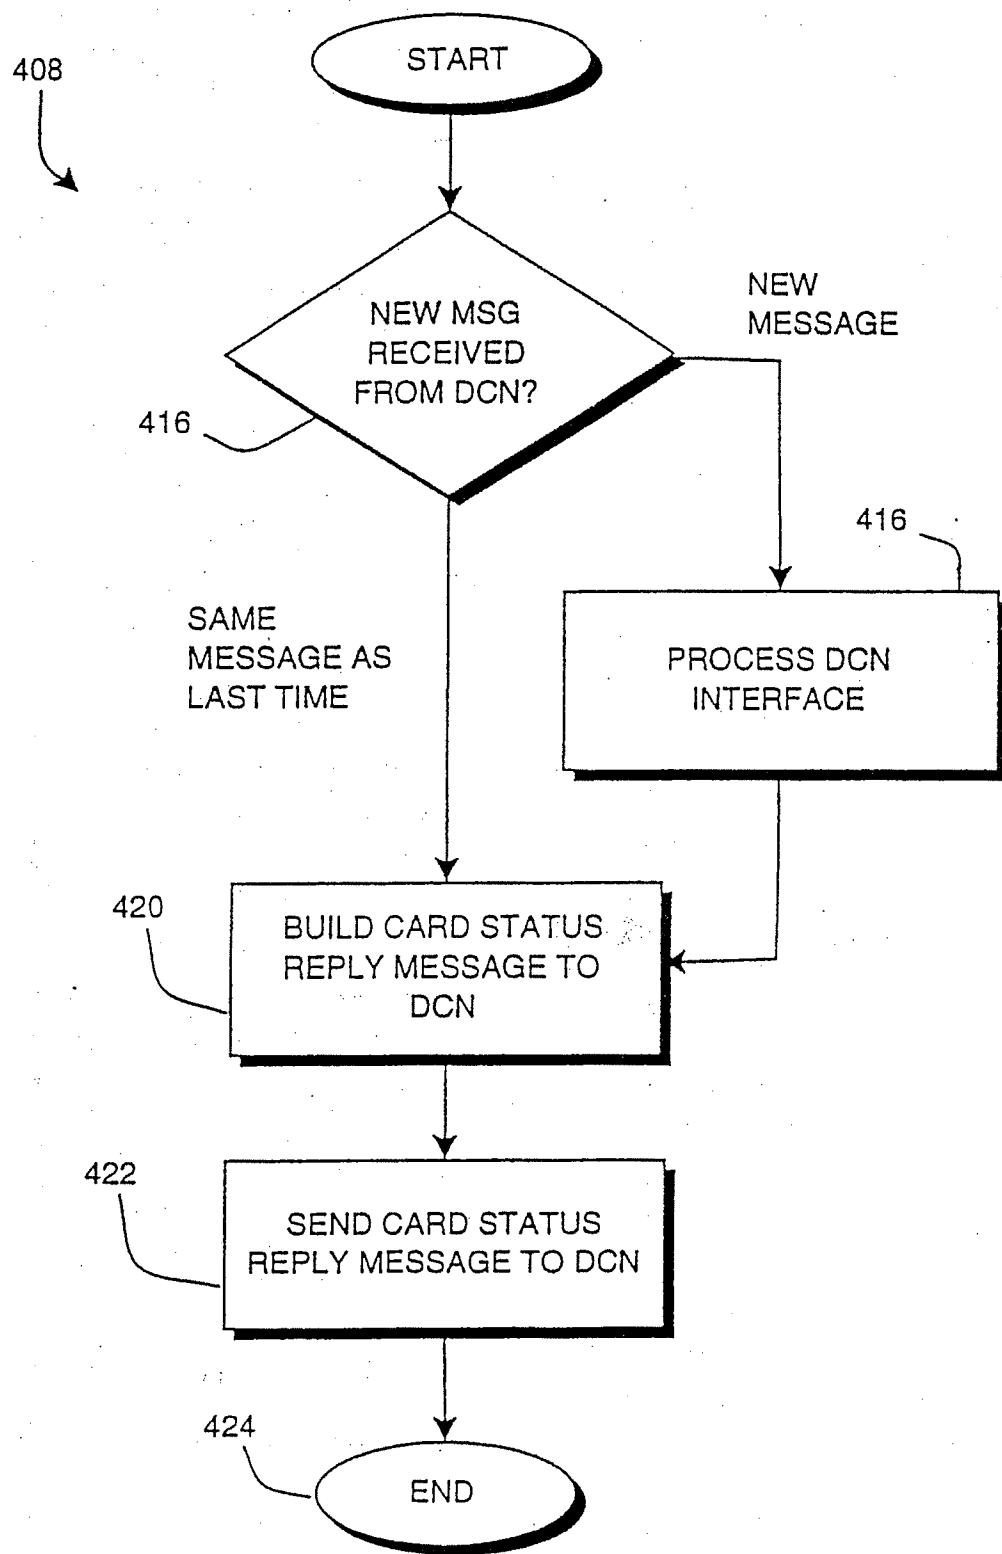 START
408
NEW MSG
RECEIVED
FROM DCN?
NEW
MESSAGE
416
416
SAME
MESSAGE AS
LAST TIME
PROCESS DCN
INTERFACE
420
BUILD CARD STATUS
REPLY MESSAGE TO
DCN
422
SEND CARD STATUS
REPLY MESSAGE TO DCN
424
END